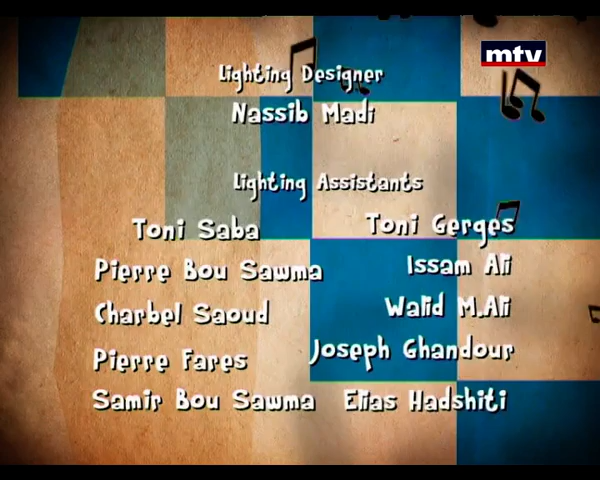 mtv
Lighting Designer
Nassib Madi
Lighting Assistants
Toni Saba Toni Gerges
Pierre Bou Sawma Issam Ali
Charbel Saoud Walid M.Ali
Pierre Fares Joseph Ghandour
Samir Bou Sawma Elias Hadshiti